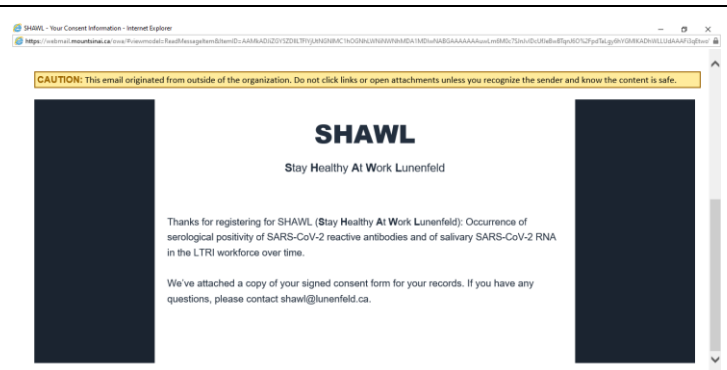 SHAWL - Your Consent Information - Internet Explorer
CAUTION: This email originated from outside of the organization. Do not click links or open attachments unless you recognize the sender and know the content is safe.
SHAWL
Stay Healthy At Work Lunenfeld
Thanks for registering for SHAWL (Stay Healthy At Work Lunenfeld): Occurrence of
serological positivity of SARS-CoV-2 reactive antibodies and of salivary SARS-CoV-2 RNA
in the LTRI workforce over time.
We've attached a copy of your signed consent form for your records. If you have any
questions, please contact shawl@lunenfeld.ca.